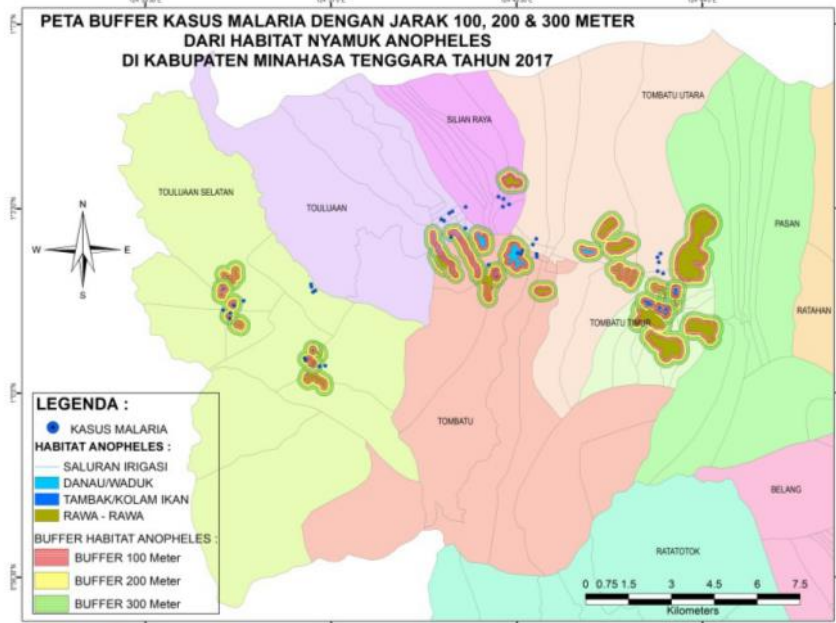 PETA BUFFER KASUS MALARIA DENGAN JARAK 100, 200 & 300 METER
DARI HABITAT NYAMUK ANOPHELES
DI KABUPATEN MINAHASA TENGGARA TAHUN 2017
TOMBATU UTARA
SILIAN RAYA
TOULUAAN SELATAN
TOULUAAN
PASAN
N
W E
S
RATAHAN
TOMBATU TIMUR
TOMBATU
BELANG
RATATOTOK
LEGENDA :
KASUS MALARIA
HABITAT ANOPHELES :
SALURAN IRIGASI
DANAU/WADUK
TAMBAK/KOLAM IKAN
RAWA - RAWA
BUFFER HABITAT ANOPHELES :
BUFFER 100 Meter
BUFFER 200 Meter
BUFFER 300 Meter
0 0.75 1.5 3 4.5 6 7.5
Kilometers